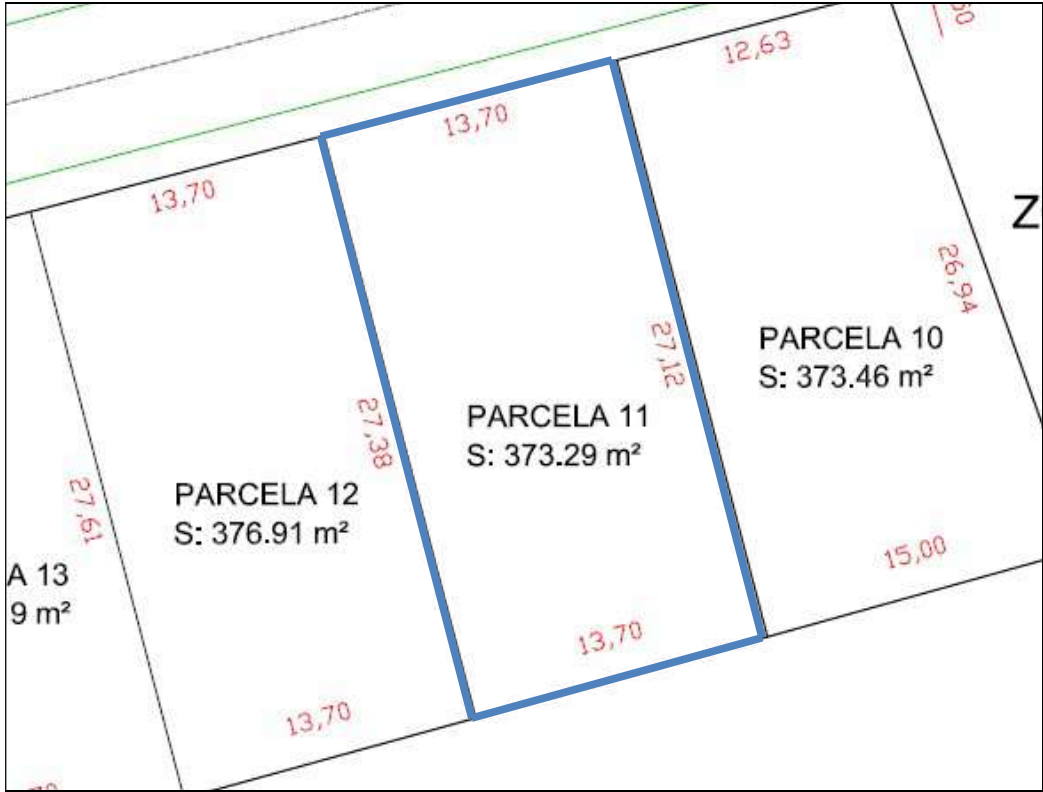 12,63
13,70
13,70
Z
26,94
PARCELA 10
S: 373.46 m²
27,12
PARCELA 11
S: 373.29 m²
27,38
PARCELA 12
S: 376.91 m²
27,61
A 13
9 m²
15,00
13,70
13,70